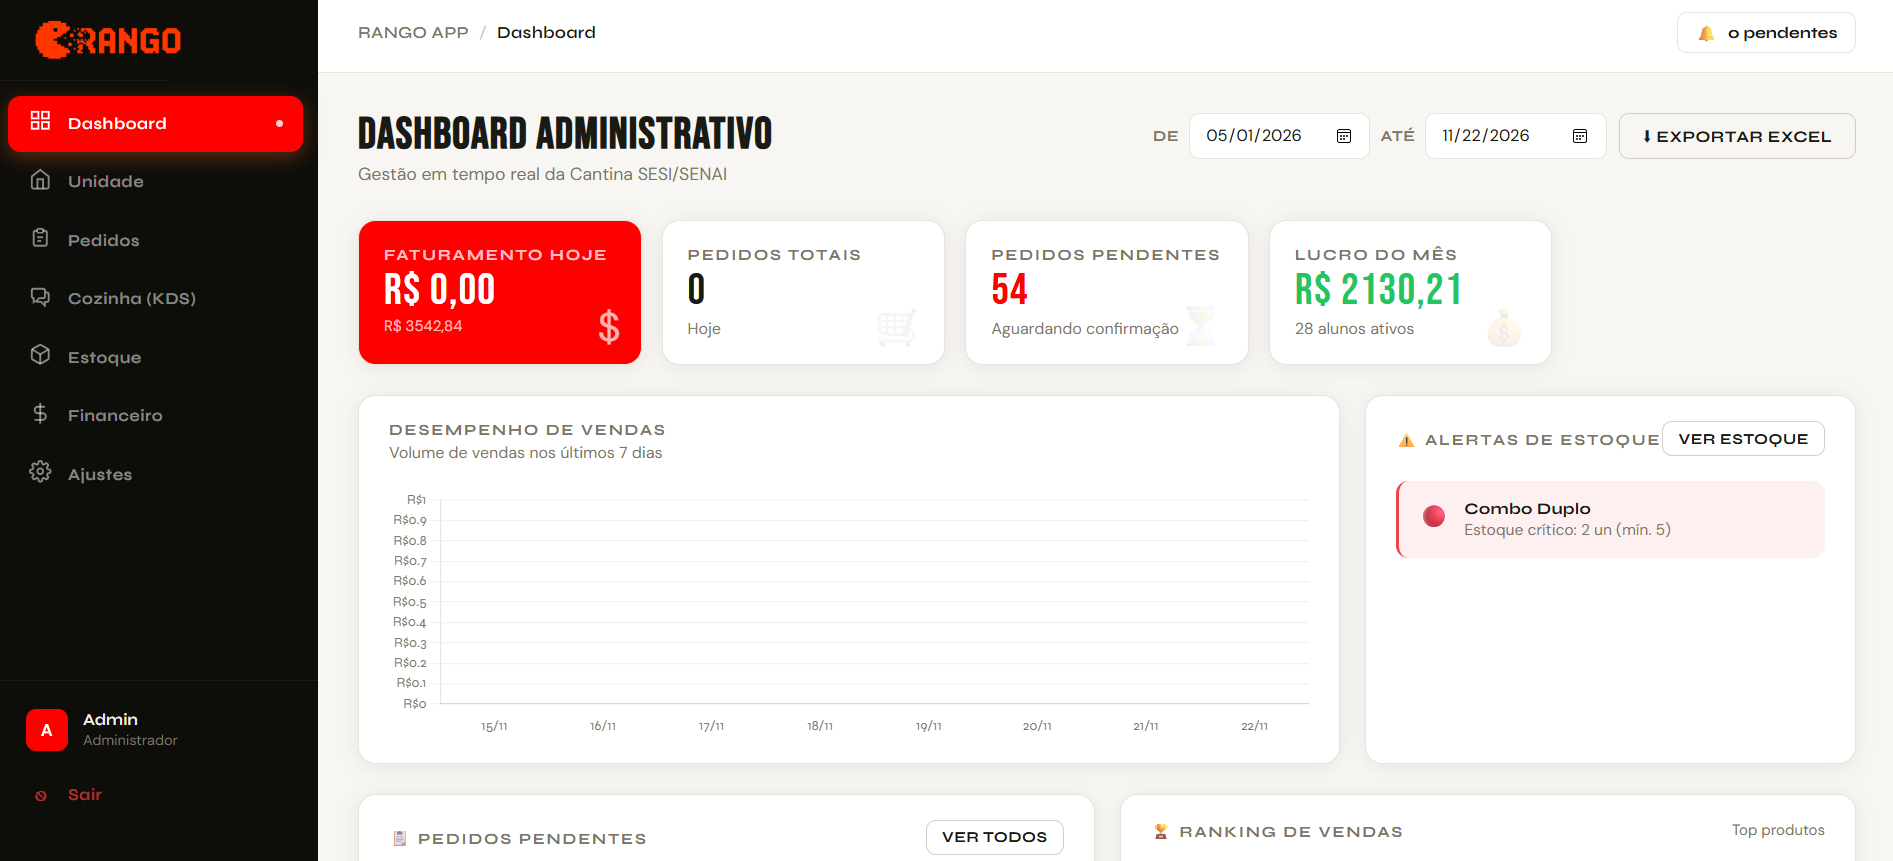 RANGO
Dashboard
Unidade
Pedidos
Cozinha (KDS)
Estoque
Financeiro
Ajustes
A
Admin
Administrador
Sair
RANGO APP / Dashboard
0 pendentes
DASHBOARD ADMINISTRATIVO
Gestão em tempo real da Cantina SESI/SENAI
DE 05/01/2026 ATÉ 11/22/2026
⬇ EXPORTAR EXCEL
FATURAMENTO HOJE
R$ 0,00
R$ 3542,84
$
PEDIDOS TOTAIS
0
Hoje
PEDIDOS PENDENTES
54
Aguardando confirmação
LUCRO DO MÊS
R$ 2130,21
28 alunos ativos
DESEMPENHO DE VENDAS
Volume de vendas nos últimos 7 dias
R$1
R$0.9
R$0.8
R$0.7
R$0.6
R$0.5
R$0.4
R$0.3
R$0.2
R$0.1
R$0
15/11 16/11 17/11 18/11 19/11 20/11 21/11 22/11
ALERTAS DE ESTOQUE
VER ESTOQUE
Combo Duplo
Estoque crítico: 2 un (mín. 5)
PEDIDOS PENDENTES
VER TODOS
RANKING DE VENDAS
Top produtos